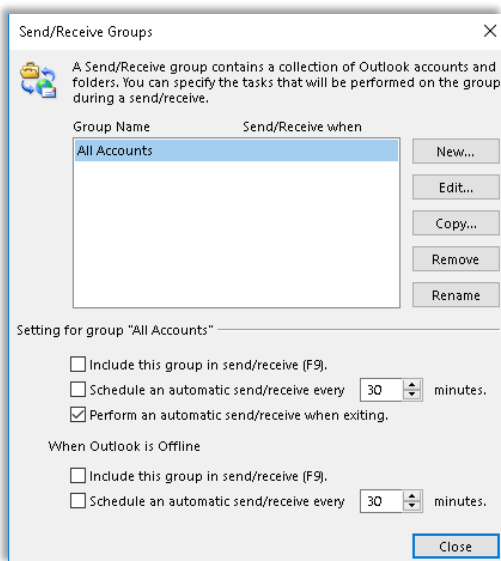 Send/Receive Groups
A Send/Receive group contains a collection of Outlook accounts and
folders. You can specify the tasks that will be performed on the group
during a send/receive.
Group Name Send/Receive when
All Accounts
New...
Edit...
Copy...
Remove
Rename
Setting for group "All Accounts"
Include this group in send/receive (F9).
Schedule an automatic send/receive every 30 minutes.
Perform an automatic send/receive when exiting.
When Outlook is Offline
Include this group in send/receive (F9).
Schedule an automatic send/receive every 30 minutes.
Close